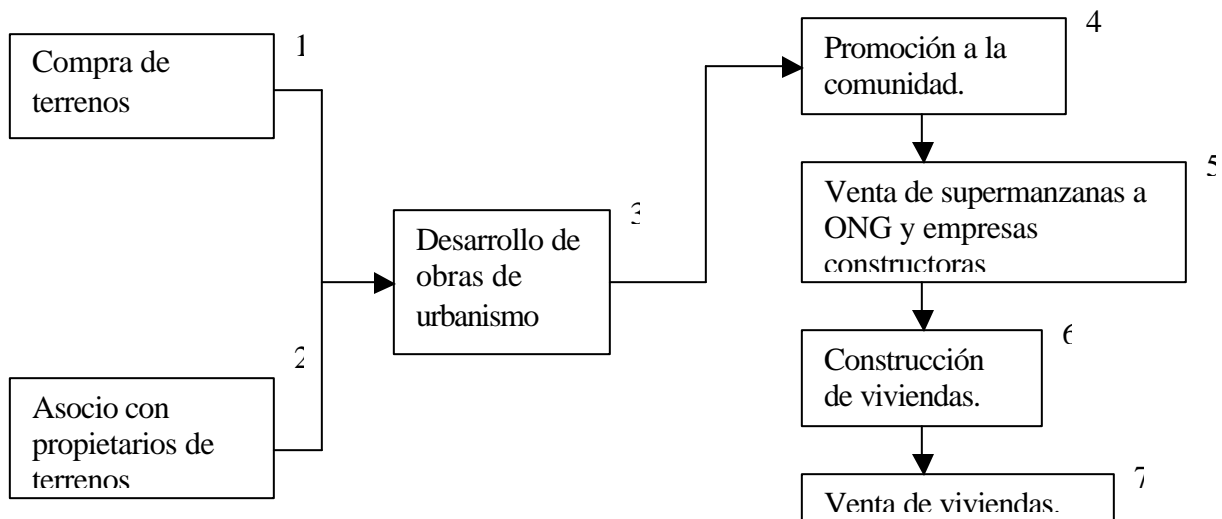 1
Compra de
terrenos
2
Asocio con
propietarios de
terrenos
3
Desarrollo de
obras de
urbanismo
4
Promoción a la
comunidad.
5
Venta de supermanzanas a
ONG y empresas
constructoras
6
Construcción
de viviendas.
7
Venta de viviendas.